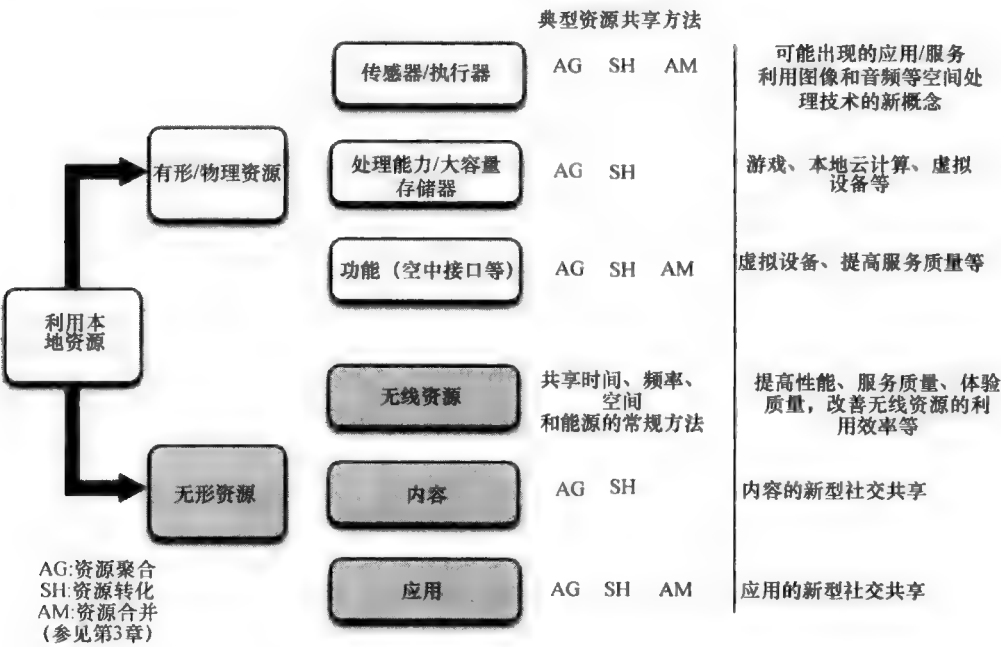 典型资源共享方法
传感器/执行器
AG SH AM
可能出现的应用/服务
利用图像和音频等空间处
理技术的新概念
有形/物理资源
处理能力/大容量
存储器
AG SH
游戏、本地云计算、虚拟
设备等
功能（空中接口等）
AG SH AM
虚拟设备、提高服务质量等
利用本
地资源
无线资源
共享时间、频率、
空间
和能源的常规方法
提高性能、服务质量、体验
质量，改善无线资源的利
用效率等
无形资源
内容
AG SH
内容的新型社交共享
应用
AG SH AM
应用的新型社交共享
AG:资源聚合
SH:资源转化
AM:资源合并
(参见第3章)